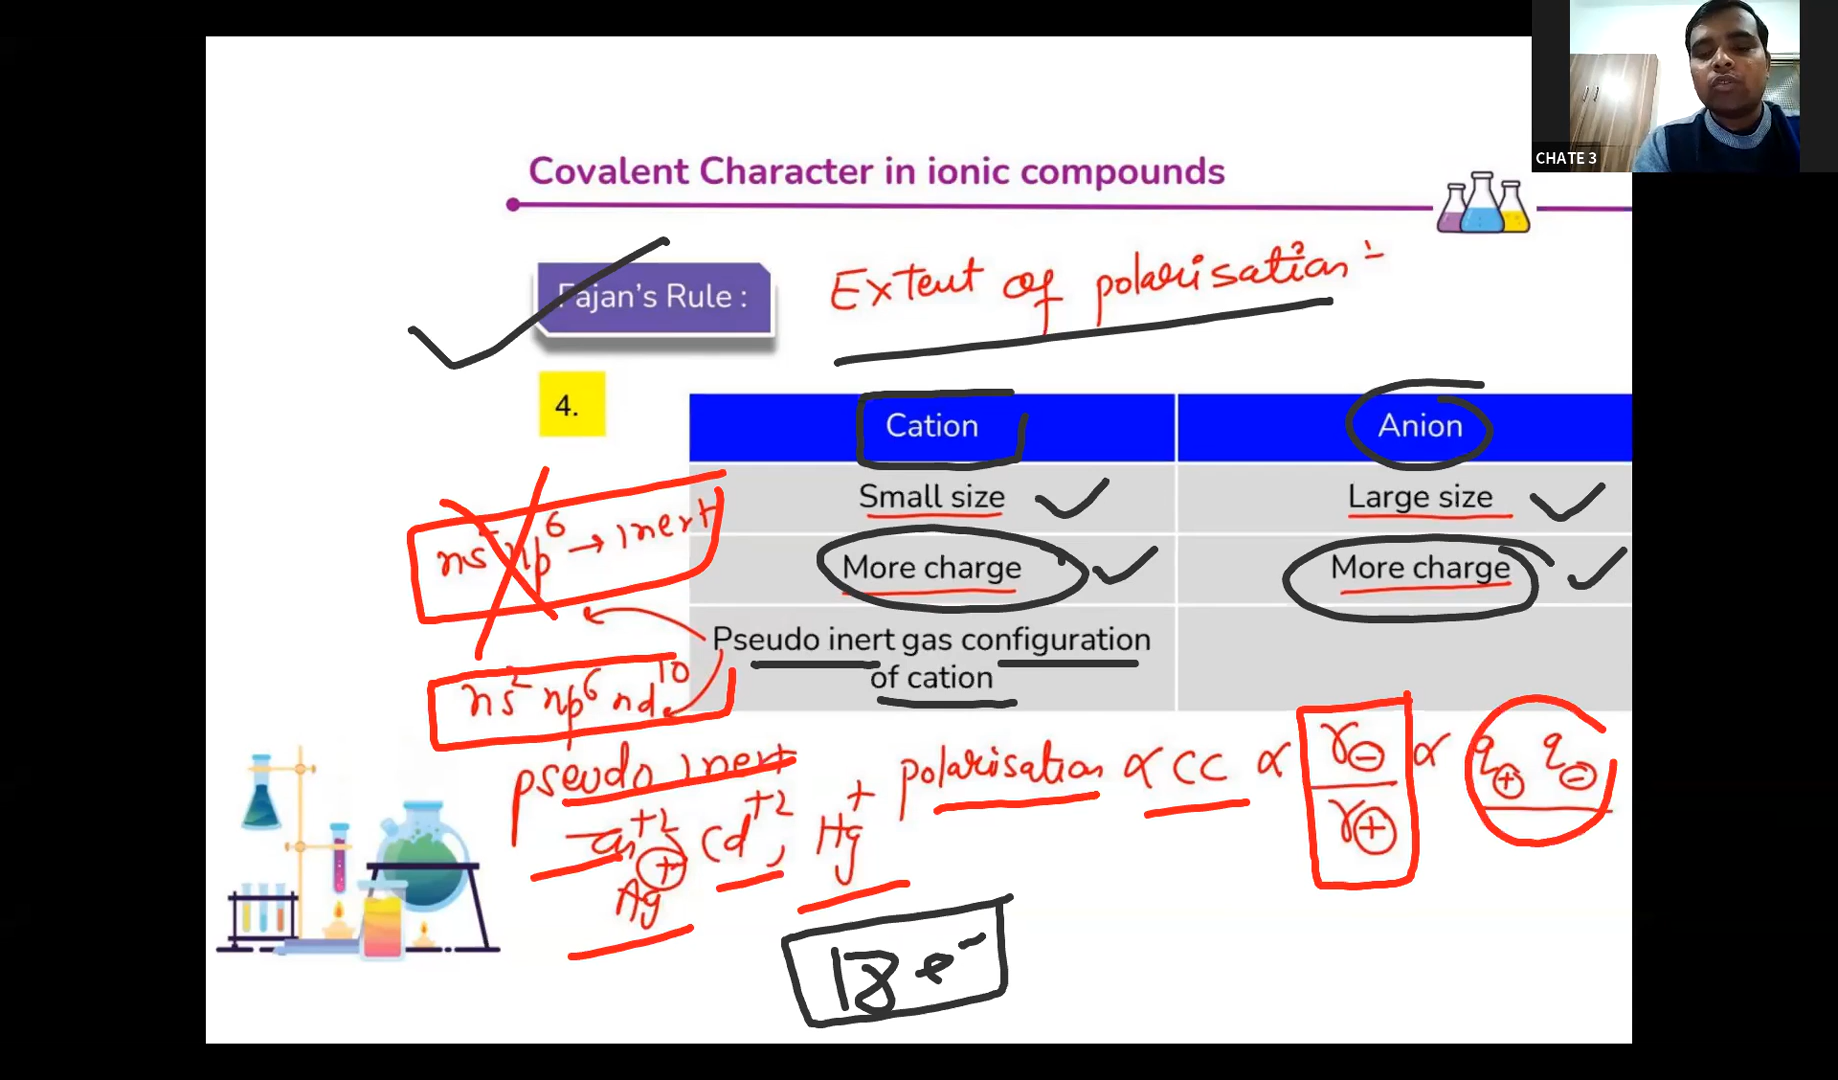 CHATE 3
Covalent Character in ionic compounds
Fajan's Rule :
Extent of polarisation :-
4.
Cation Anion
Small size Large size
ns² np⁶ → inert
More charge More charge
Pseudo inert gas configuration
of cation
ns² np⁶ nd¹⁰
pseudo inert
polarisation ∝ CC ∝ r⊖/r⊕ ∝ q⊕ q⊖
Cd⁺², Hg⁺
Ag⊕
18 e⁻